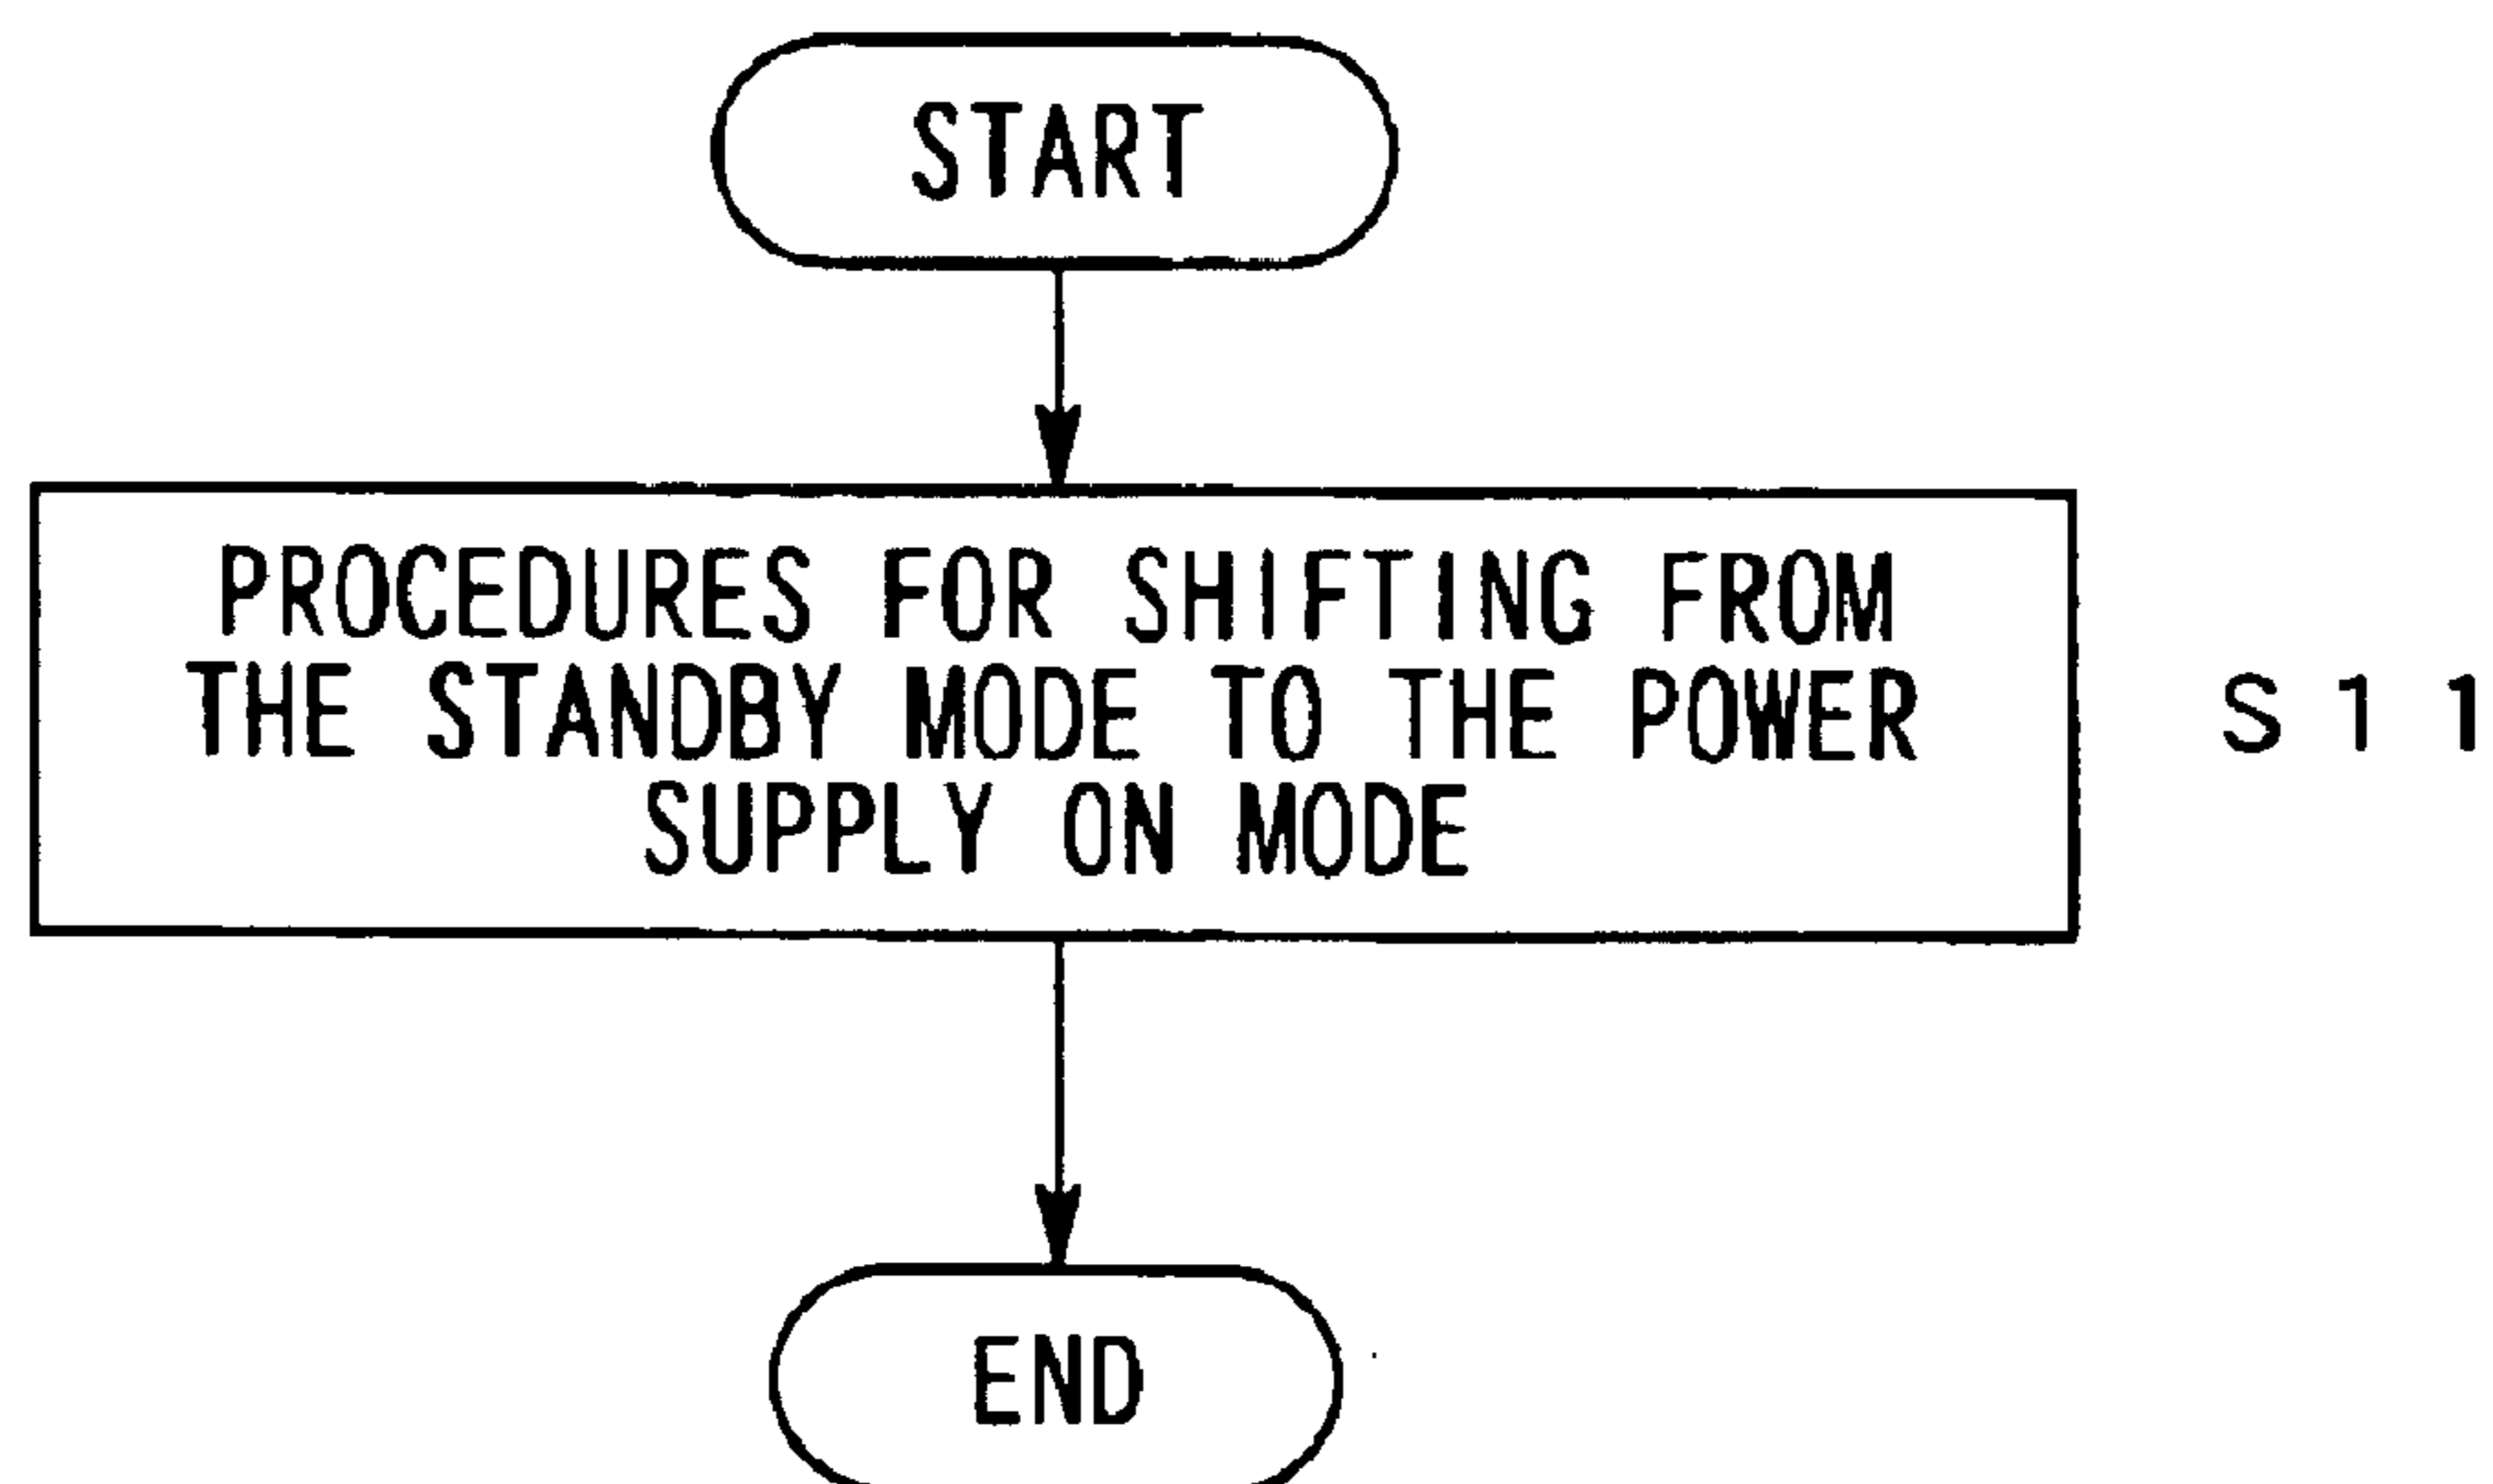 START
PROCEDURES FOR SHIFTING FROM
THE STANDBY MODE TO THE POWER
SUPPLY ON MODE
S 1 1
END